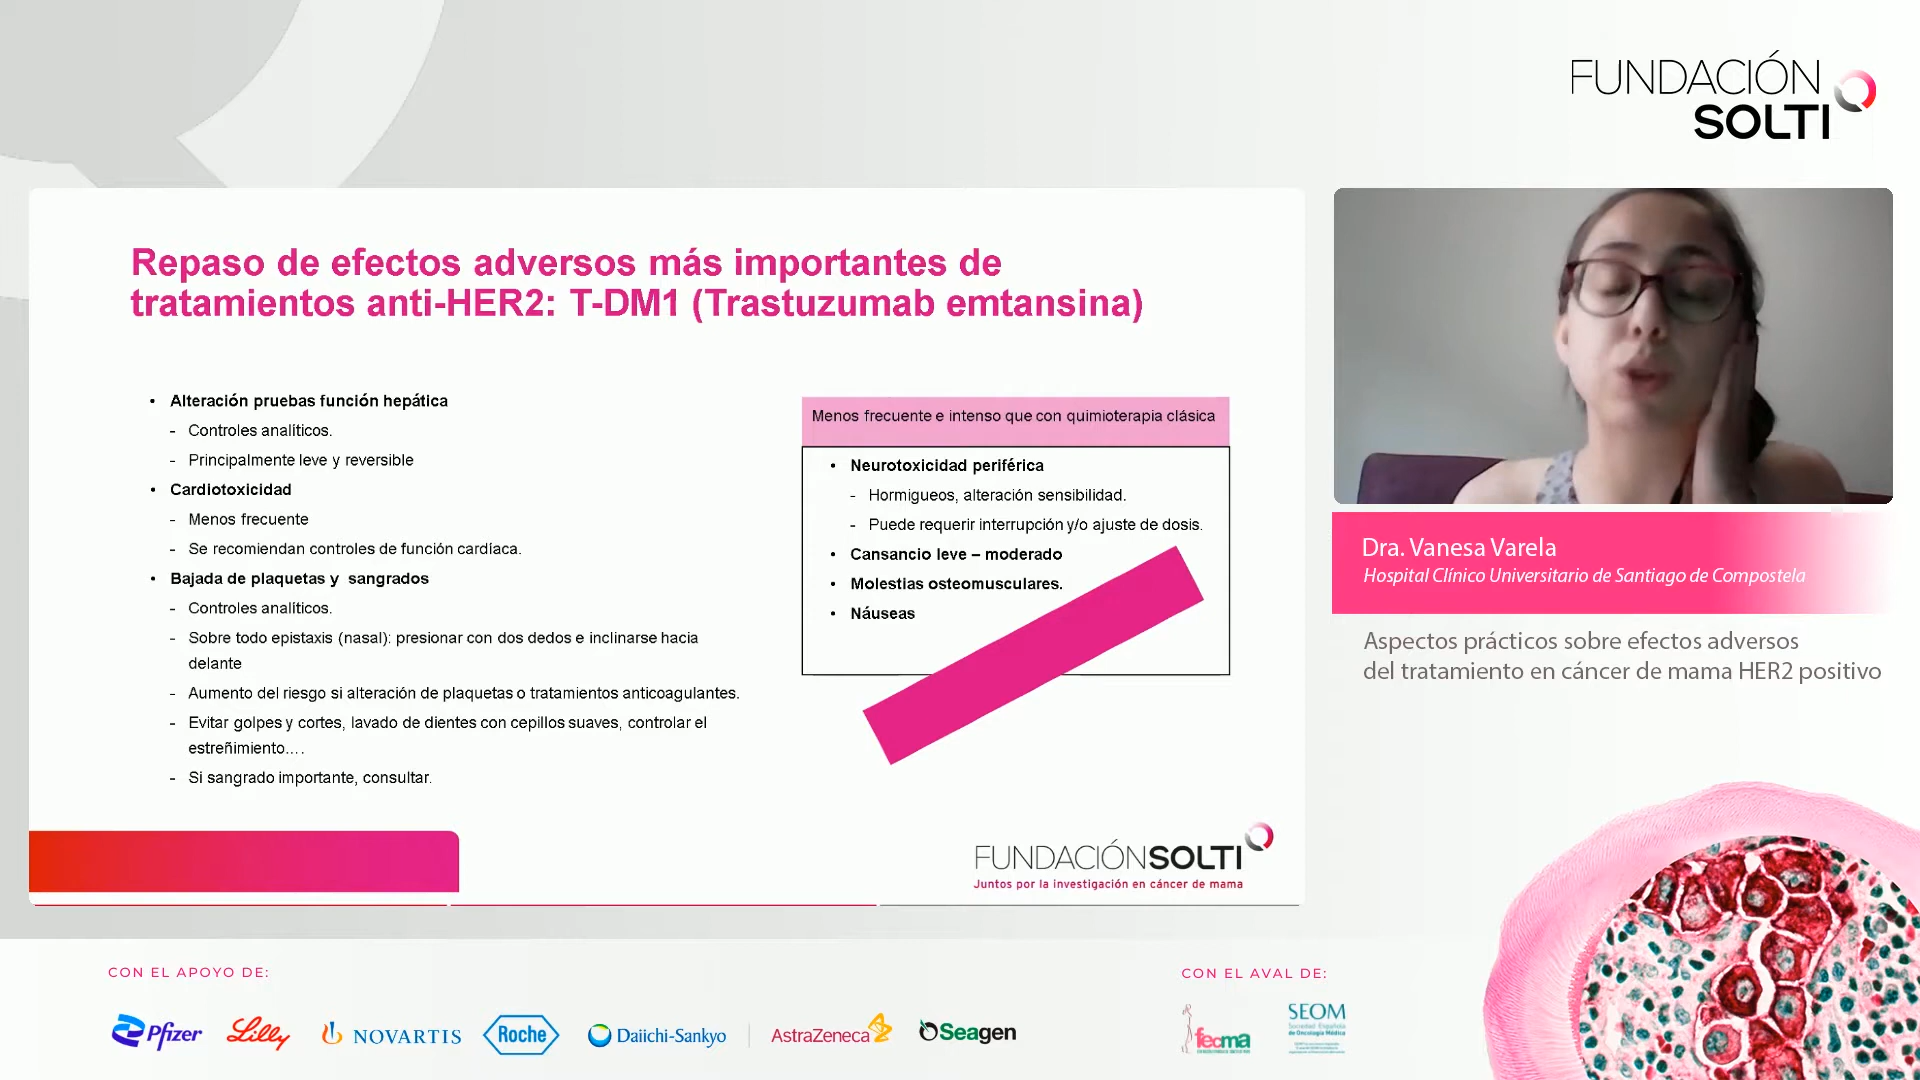 FUNDACIÓN
SOLTI
Repaso de efectos adversos más importantes de
tratamientos anti-HER2: T-DM1 (Trastuzumab emtansina)
• Alteración pruebas función hepática
- Controles analíticos.
- Principalmente leve y reversible
• Cardiotoxicidad
- Menos frecuente
- Se recomiendan controles de función cardíaca.
• Bajada de plaquetas y sangrados
- Controles analíticos.
- Sobre todo epistaxis (nasal): presionar con dos dedos e inclinarse hacia
delante
- Aumento del riesgo si alteración de plaquetas o tratamientos anticoagulantes.
- Evitar golpes y cortes, lavado de dientes con cepillos suaves, controlar el
estreñimiento....
- Si sangrado importante, consultar.
Menos frecuente e intenso que con quimioterapia clásica
• Neurotoxicidad periférica
- Hormigueos, alteración sensibilidad.
- Puede requerir interrupción y/o ajuste de dosis.
• Cansancio leve – moderado
• Molestias osteomusculares.
• Náuseas
FUNDACIÓNSOLTI
Juntos por la investigación en cáncer de mama
Dra. Vanesa Varela
Hospital Clínico Universitario de Santiago de Compostela
Aspectos prácticos sobre efectos adversos
del tratamiento en cáncer de mama HER2 positivo
CON EL APOYO DE:
Pfizer
Lilly
NOVARTIS
Roche
Daiichi-Sankyo
AstraZeneca
Seagen
CON EL AVAL DE:
fecma
SEOM
Sociedad Española
de Oncología Médica